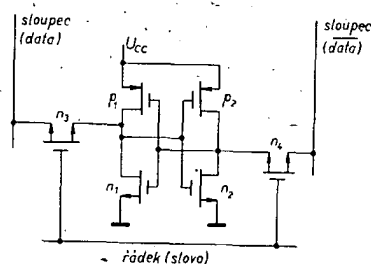 sloupec
(data)
sloupec
(data)
Ucc
p1
p2
n3
n4
n1
n2
řádek (slovo)